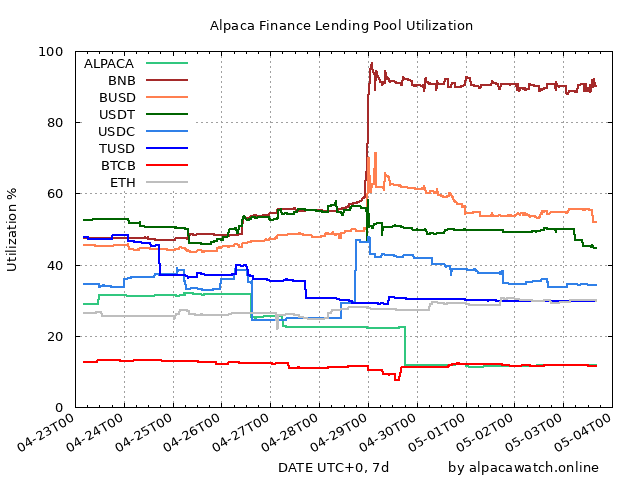 Alpaca Finance Lending Pool Utilization
Utilization %
100
80
60
40
20
0
ALPACA
BNB
BUSD
USDT
USDC
TUSD
BTCB
ETH
04-23T00
04-24T00
04-25T00
04-26T00
04-27T00
04-28T00
04-29T00
04-30T00
05-01T00
05-02T00
05-03T00
05-04T00
DATE UTC+0, 7d
by alpacawatch.online